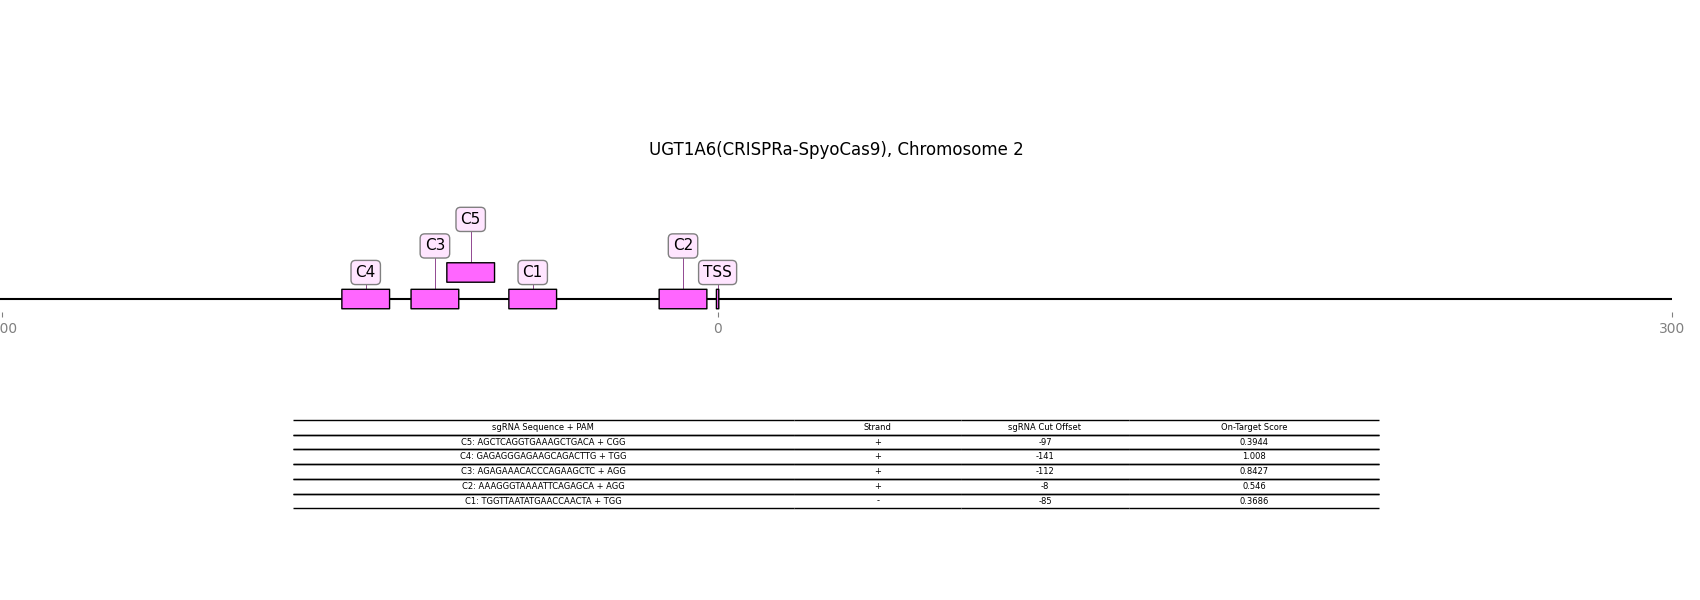 UGT1A6(CRISPRa-SpyoCas9), Chromosome 2
C5
C3
C2
C4
C1
TSS
00
0
300
sgRNA Sequence + PAM Strand sgRNA Cut Offset On-Target Score
C5: AGCTCAGGTGAAAGCTGACA + CGG + -97 0.3944
C4: GAGAGGGAGAAGCAGACTTG + TGG + -141 1.008
C3: AGAGAAACACCCAGAAGCTC + AGG + -112 0.8427
C2: AAAGGGTAAAATTCAGAGCA + AGG + -8 0.546
C1: TGGTTAATATGAACCAACTA + TGG - -85 0.3686